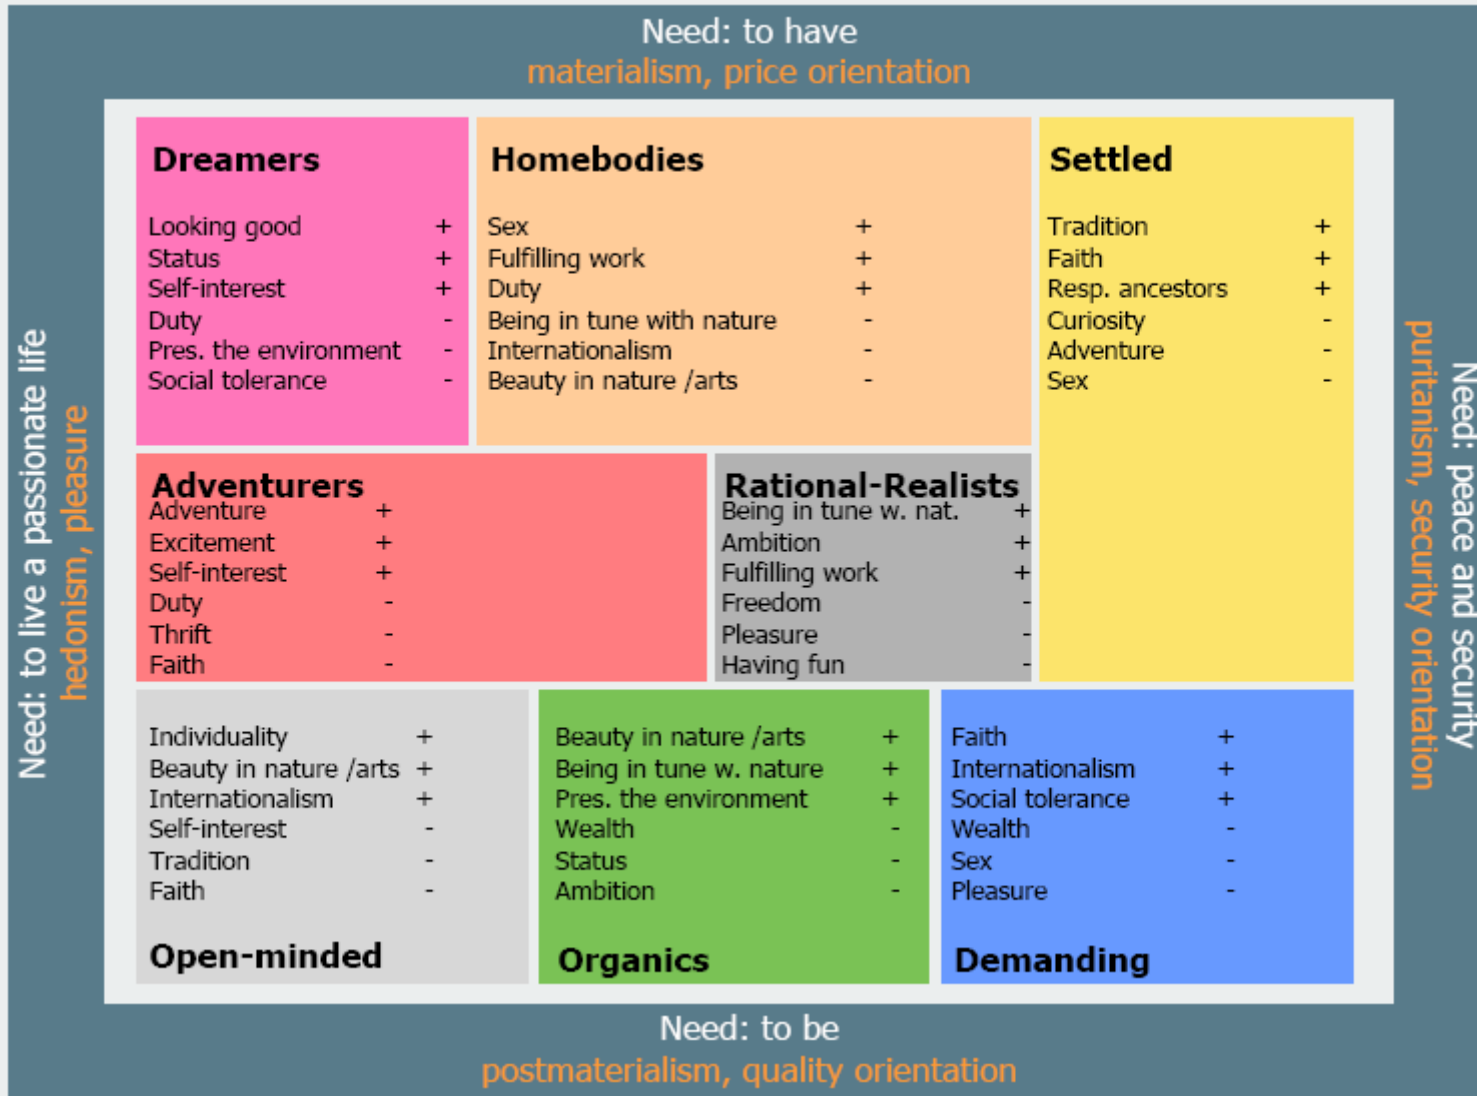 Need: to have
materialism, price orientation
Need: to live a passionate life
hedonism, pleasure
Dreamers
Looking good +
Status +
Self-interest +
Duty -
Pres. the environment -
Social tolerance -
Homebodies
Sex +
Fulfilling work +
Duty +
Being in tune with nature -
Internationalism -
Beauty in nature /arts -
Settled
Tradition +
Faith +
Resp. ancestors +
Curiosity -
Adventure -
Sex -
Adventurers
Adventure +
Excitement +
Self-interest +
Duty -
Thrift -
Faith -
Rational-Realists
Being in tune w. nat. +
Ambition +
Fulfilling work +
Freedom -
Pleasure -
Having fun -
Individuality +
Beauty in nature /arts +
Internationalism +
Self-interest -
Tradition -
Faith -
Open-minded
Beauty in nature /arts +
Being in tune w. nature +
Pres. the environment +
Wealth -
Status -
Ambition -
Organics
Faith +
Internationalism +
Social tolerance +
Wealth -
Sex -
Pleasure -
Demanding
Need: peace and security
puritanism, security orientation
Need: to be
postmaterialism, quality orientation